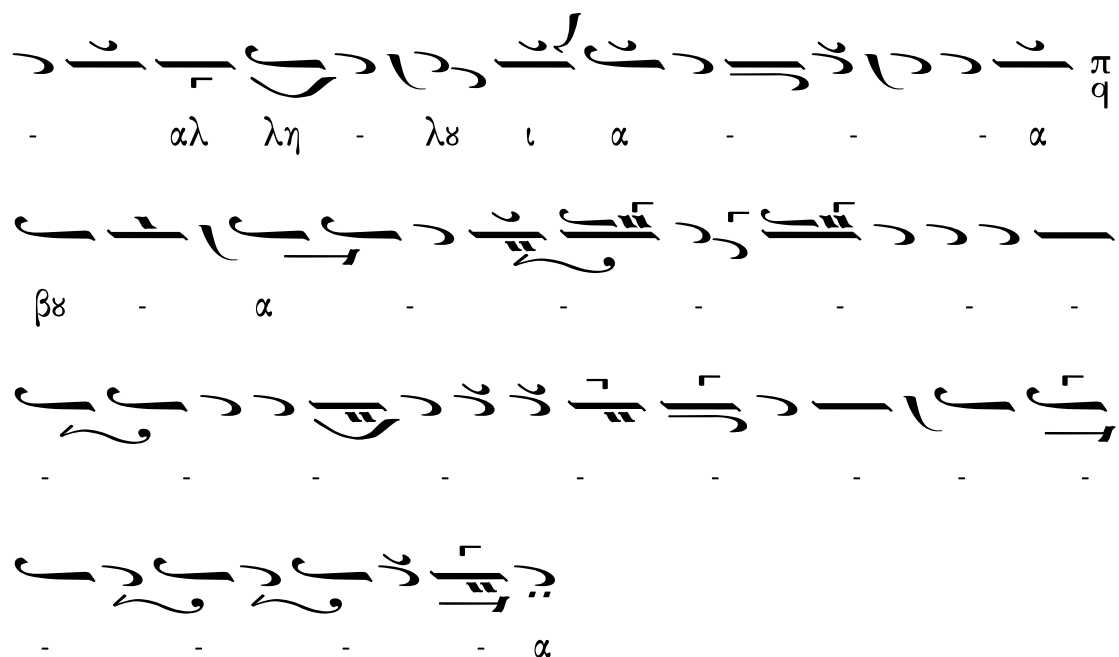 π
q
- αλ λη - λȣ ι α - - - α
βȣ - α - - - - - -
- - - - - - - - -
- - - - α